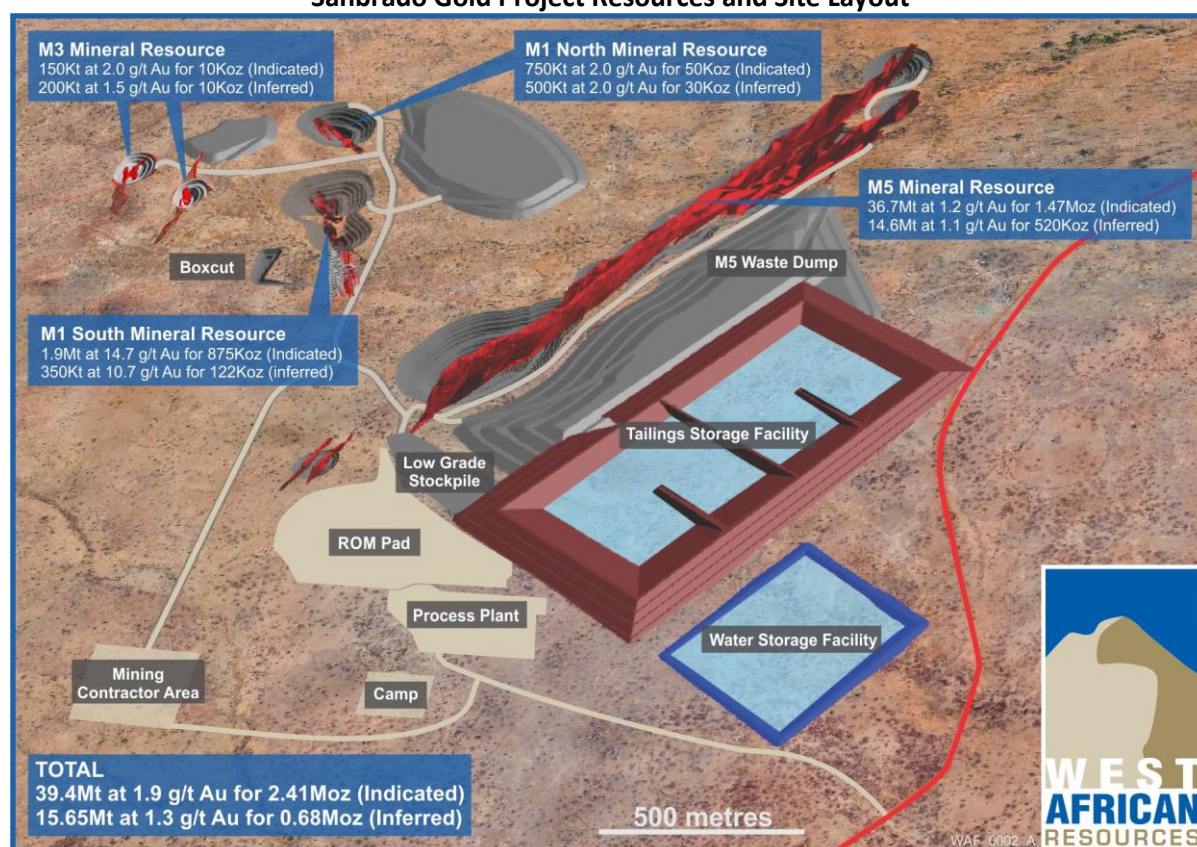 Sanbrado Gold Project Resources and Site Layout
M3 Mineral Resource
150Kt at 2.0 g/t Au for 10Koz (Indicated)
200Kt at 1.5 g/t Au for 10Koz (Inferred)
M1 North Mineral Resource
750Kt at 2.0 g/t Au for 50Koz (Indicated)
500Kt at 2.0 g/t Au for 30Koz (Inferred)
M5 Mineral Resource
36.7Mt at 1.2 g/t Au for 1.47Moz (Indicated)
14.6Mt at 1.1 g/t Au for 520Koz (Inferred)
Boxcut
M5 Waste Dump
M1 South Mineral Resource
1.9Mt at 14.7 g/t Au for 875Koz (Indicated)
350Kt at 10.7 g/t Au for 122Koz (inferred)
Tailings Storage Facility
Low Grade
Stockpile
ROM Pad
Process Plant
Water Storage Facility
Mining
Contractor Area
Camp
TOTAL
39.4Mt at 1.9 g/t Au for 2.41Moz (Indicated)
15.65Mt at 1.3 g/t Au for 0.68Moz (Inferred)
500 metres
WAF_0002_A
WEST
AFRICAN
RESOURCES